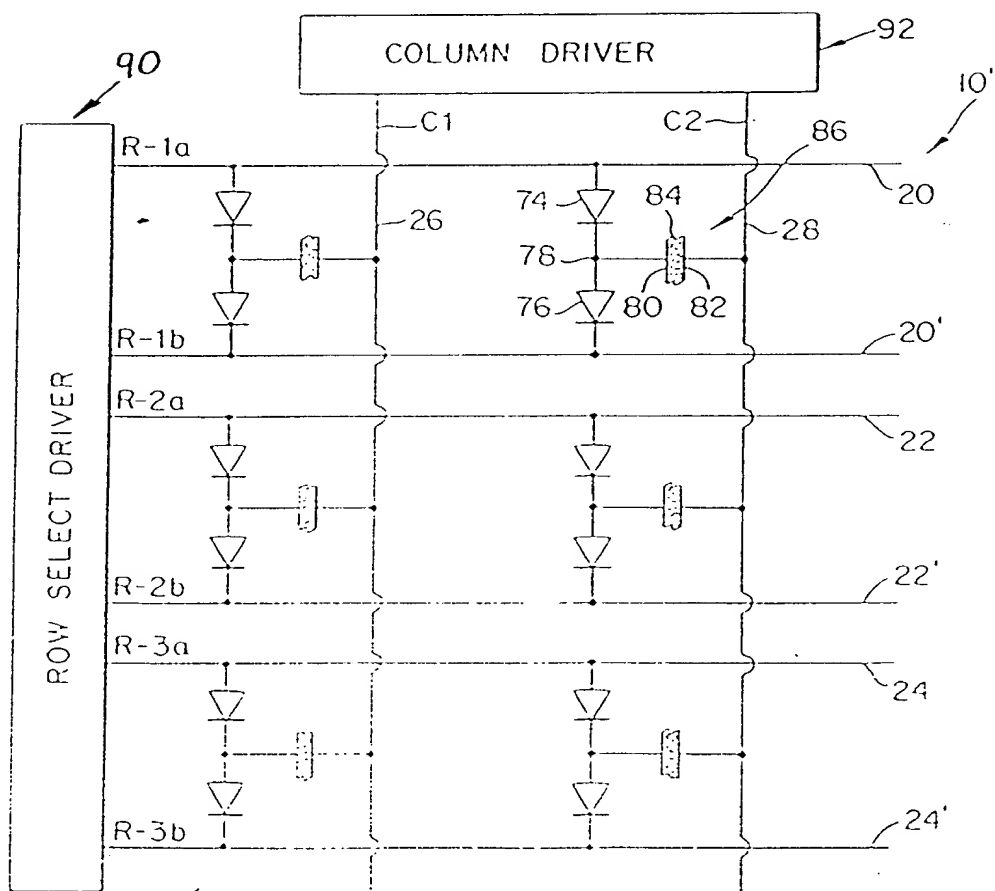 COLUMN DRIVER
92
90
10'
C1
C2
86
R-1a
20
74
84
26
28
78
80
82
76
R-1b
20'
R-2a
22
ROW SELECT DRIVER
R-2b
22'
R-3a
24
R-3b
24'